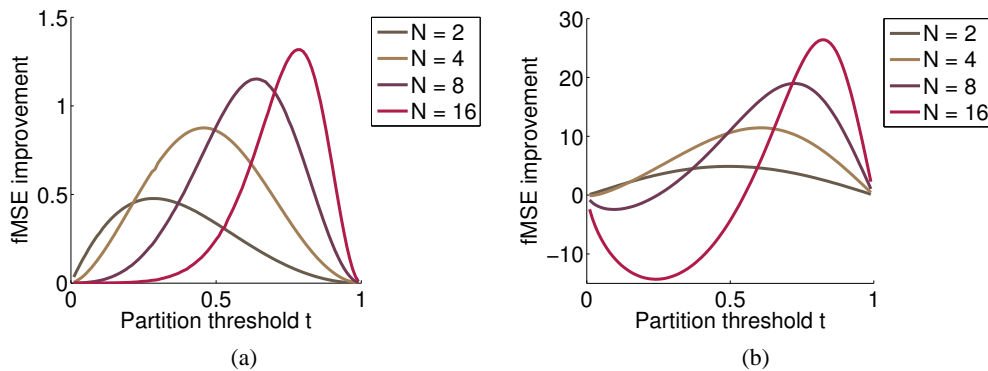 1.5
1
0.5
0
0
0.5
1
fMSE improvement
Partition threshold t
N = 2
N = 4
N = 8
N = 16
(a)
30
20
10
0
−10
0
0.5
1
fMSE improvement
Partition threshold t
N = 2
N = 4
N = 8
N = 16
(b)